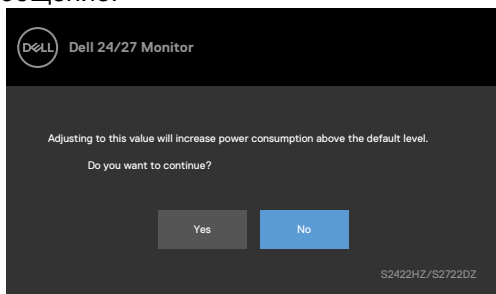 DELL Dell 24/27 Monitor
Adjusting to this value will increase power consumption above the default level.
Do you want to continue?
Yes No
S2422HZ/S2722DZ